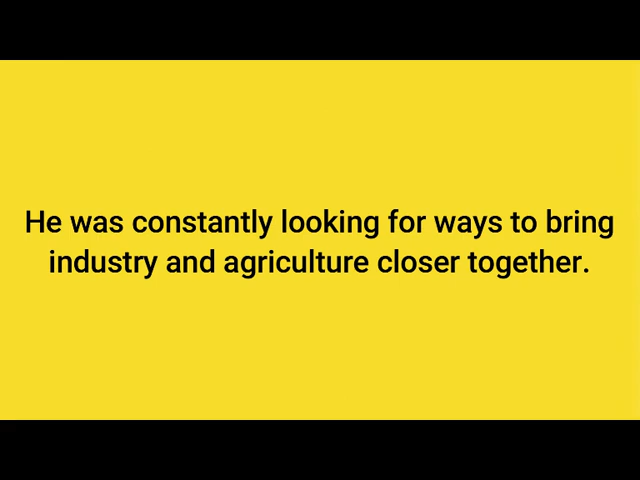 He was constantly looking for ways to bring
industry and agriculture closer together.